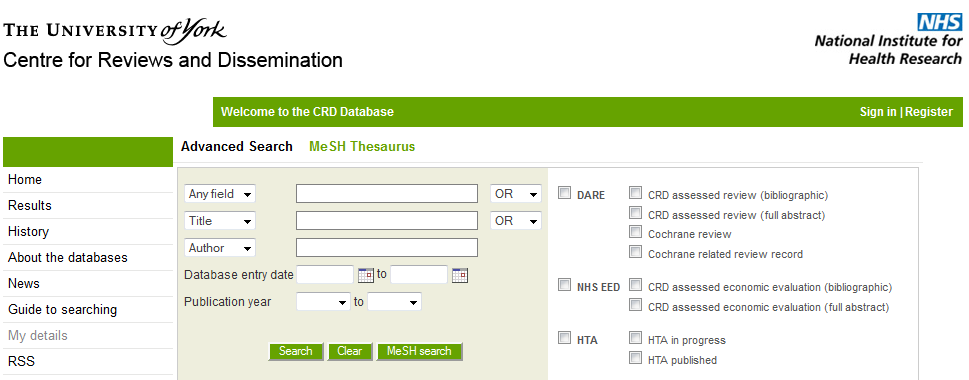 THE UNIVERSITY of York
Centre for Reviews and Dissemination
NHS
National Institute for
Health Research
Welcome to the CRD Database
Sign in | Register
Advanced Search MeSH Thesaurus
Home
Results
History
About the databases
News
Guide to searching
My details
RSS
Any field OR
Title OR
Author
Database entry date to
Publication year to
Search Clear MeSH search
DARE CRD assessed review (bibliographic)
CRD assessed review (full abstract)
Cochrane review
Cochrane related review record
NHS EED CRD assessed economic evaluation (bibliographic)
CRD assessed economic evaluation (full abstract)
HTA HTA in progress
HTA published